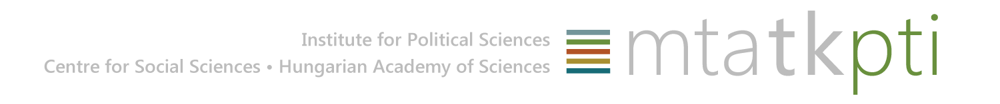 Institute for Political Sciences
Centre for Social Sciences • Hungarian Academy of Sciences
mtatkpti